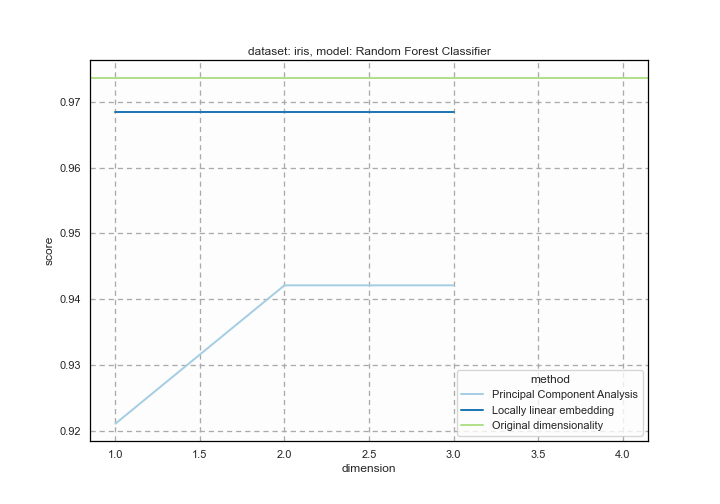 dataset: iris, model: Random Forest Classifier
0.97
0.96
0.95
0.94
0.93
0.92
score
1.0 1.5 2.0 2.5 3.0 3.5 4.0
dimension
method
Principal Component Analysis
Locally linear embedding
Original dimensionality